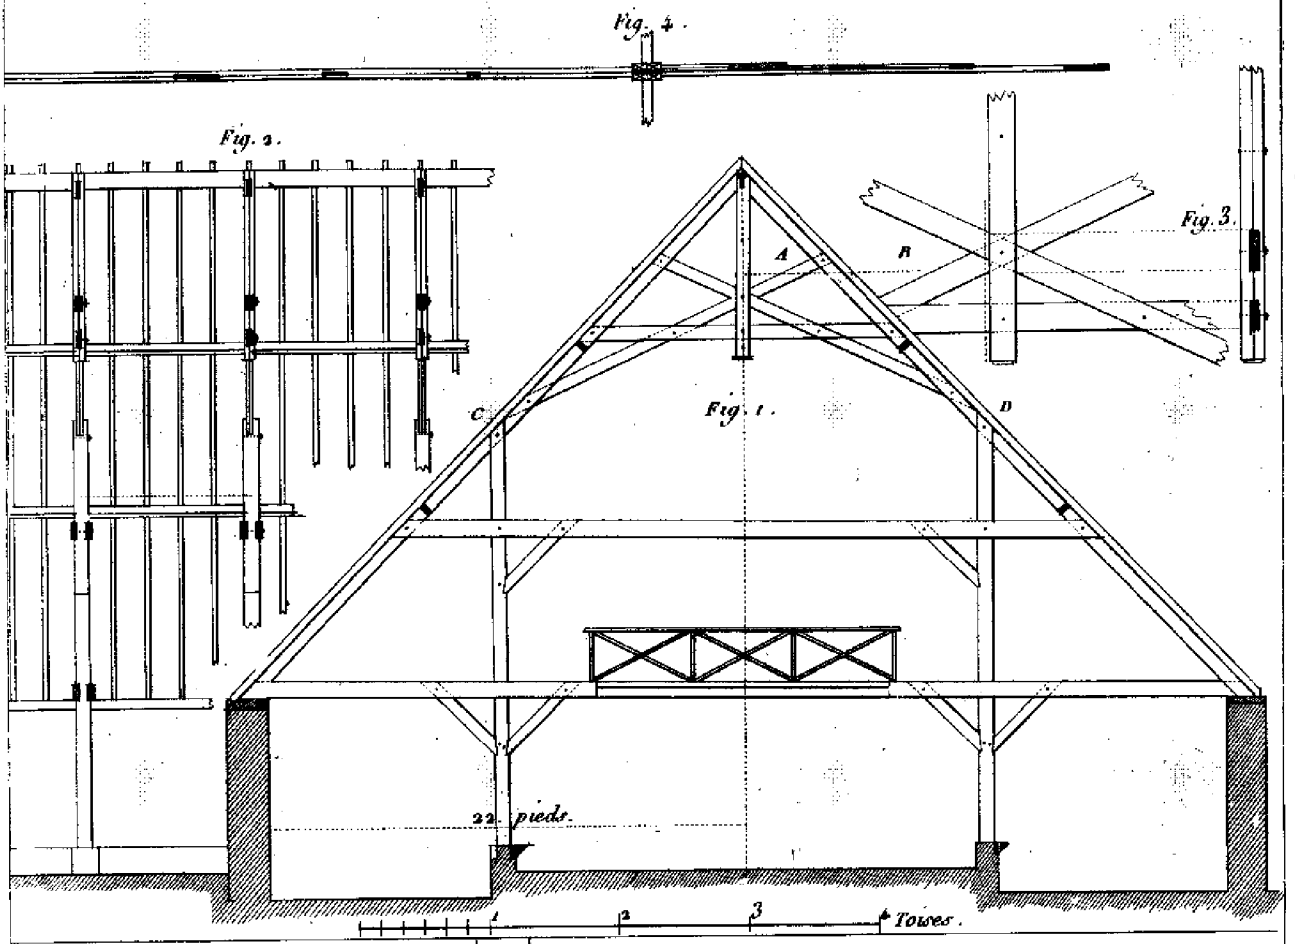 Fig. 4.
Fig. 2.
Fig. 3.
A
B
C
Fig. 1.
D
22 pieds.
1 2 3 4 Toises.